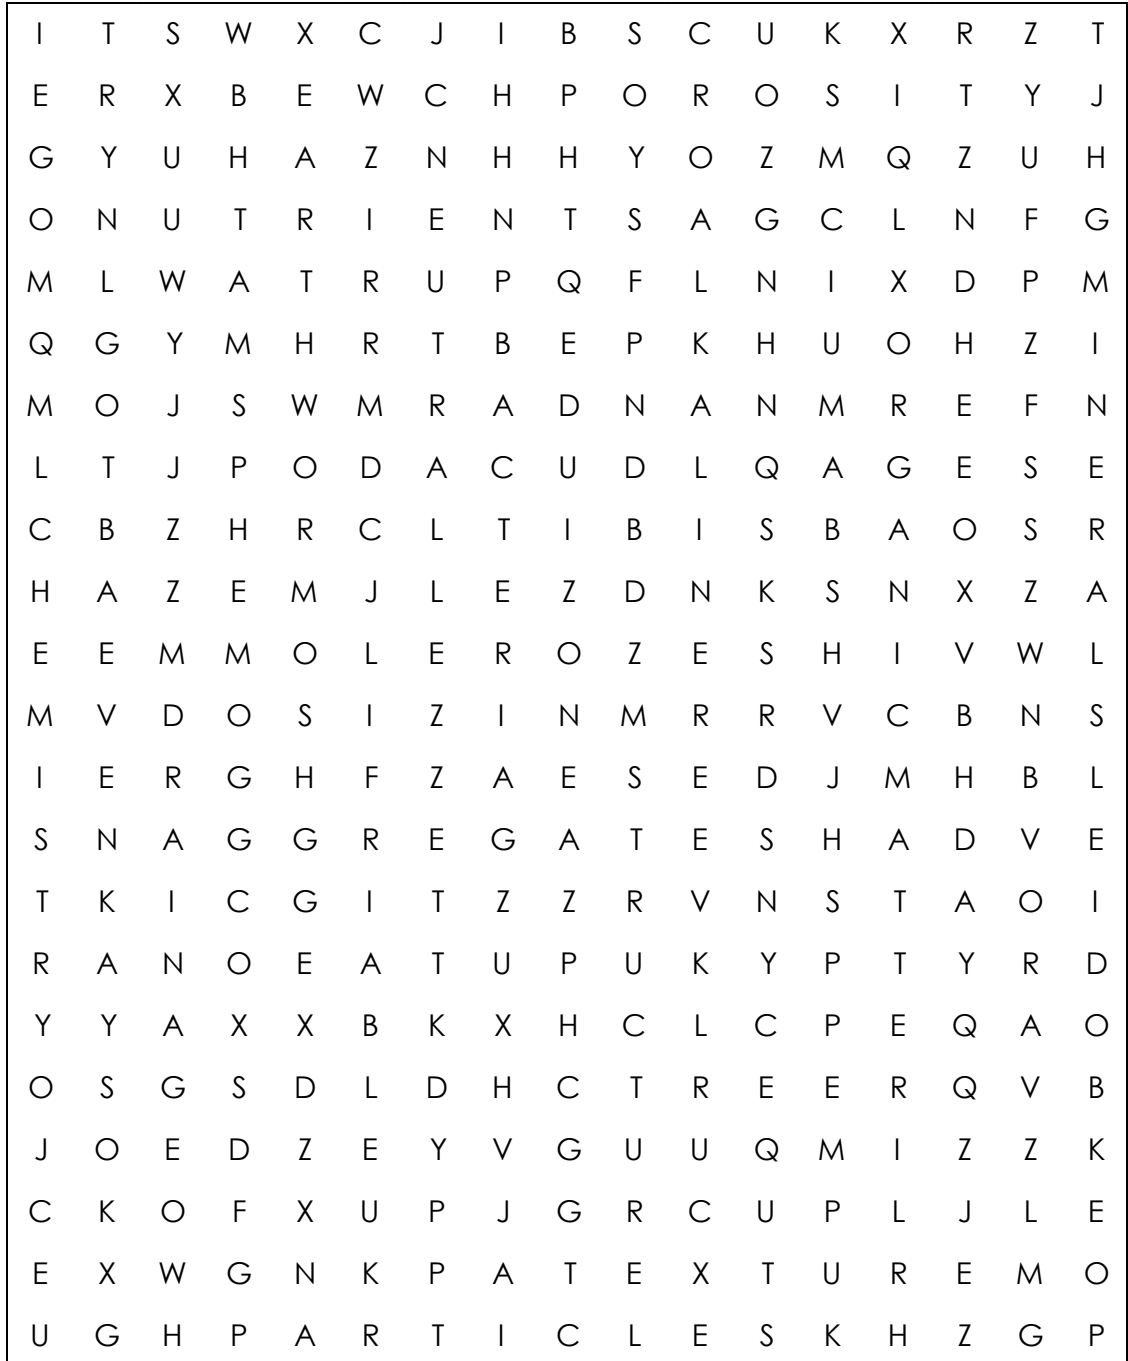 I T S W X C J I B S C U K X R Z T
E R X B E W C H P O R O S I T Y J
G Y U H A Z N H H Y O Z M Q Z U H
O N U T R I E N T S A G C L N F G
M L W A T R U P Q F L N I X D P M
Q G Y M H R T B E P K H U O H Z I
M O J S W M R A D N A N M R E F N
L T J P O D A C U D L Q A G E S E
C B Z H R C L T I B I S B A O S R
H A Z E M J L E Z D N K S N X Z A
E E M M O L E R O Z E S H I V W L
M V D O S I Z I N M R R V C B N S
I E R G H F Z A E S E D J M H B L
S N A G G R E G A T E S H A D V E
T K I C G I T Z Z R V N S T A O I
R A N O E A T U P U K Y P T Y R D
Y Y A X X B K X H C L C P E Q A O
O S G S D L D H C T R E E R Q V B
J O E D Z E Y V G U U Q M I Z Z K
C K O F X U P J G R C U P L J L E
E X W G N K P A T E X T U R E M O
U G H P A R T I C L E S K H Z G P